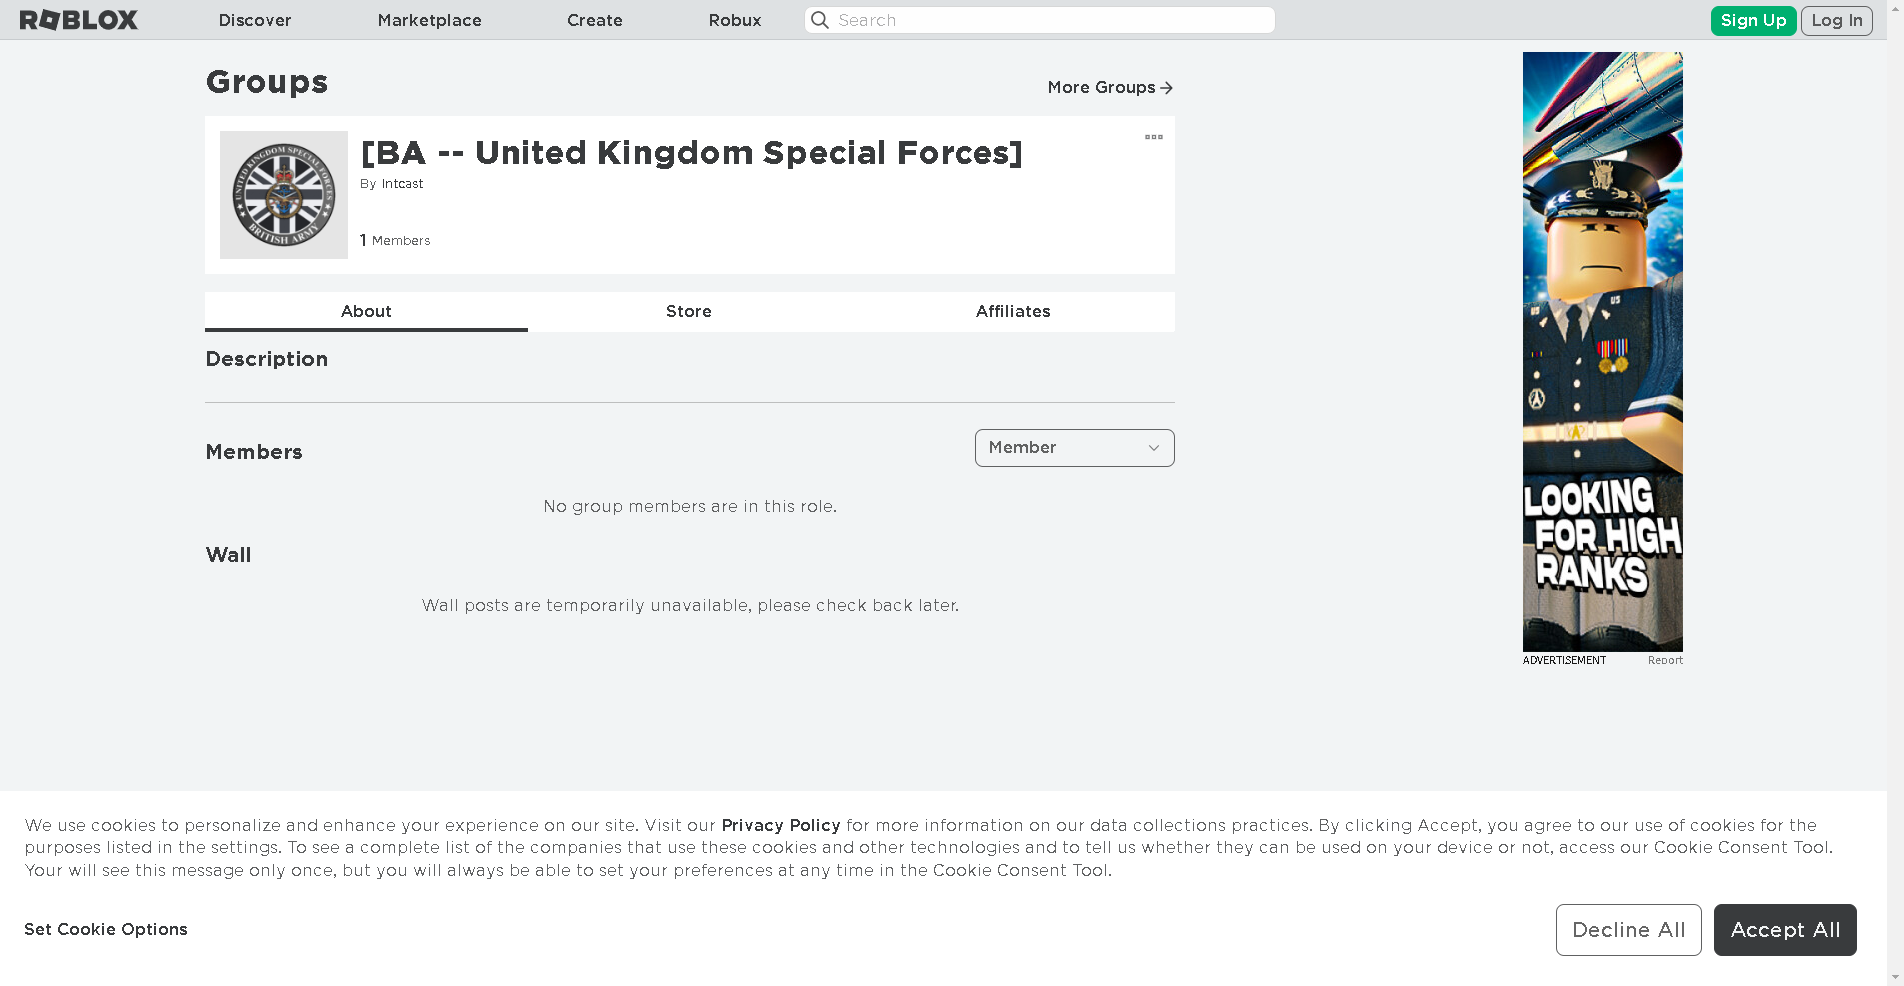 ROBLOX
Discover
Marketplace
Create
Robux
Search
Sign Up
Log In
Groups
More Groups
[BA -- United Kingdom Special Forces]
By Intcast
1 Members
UNITED KINGDOM SPECIAL FORCES
BRITISH ARMY
About
Store
Affiliates
Description
Members
Member
No group members are in this role.
Wall
Wall posts are temporarily unavailable, please check back later.
US
US
LOOKING
FOR HIGH
RANKS
ADVERTISEMENT
Report
We use cookies to personalize and enhance your experience on our site. Visit our Privacy Policy for more information on our data collections practices. By clicking Accept, you agree to our use of cookies for the
purposes listed in the settings. To see a complete list of the companies that use these cookies and other technologies and to tell us whether they can be used on your device or not, access our Cookie Consent Tool.
Your will see this message only once, but you will always be able to set your preferences at any time in the Cookie Consent Tool.
Set Cookie Options
Decline All
Accept All